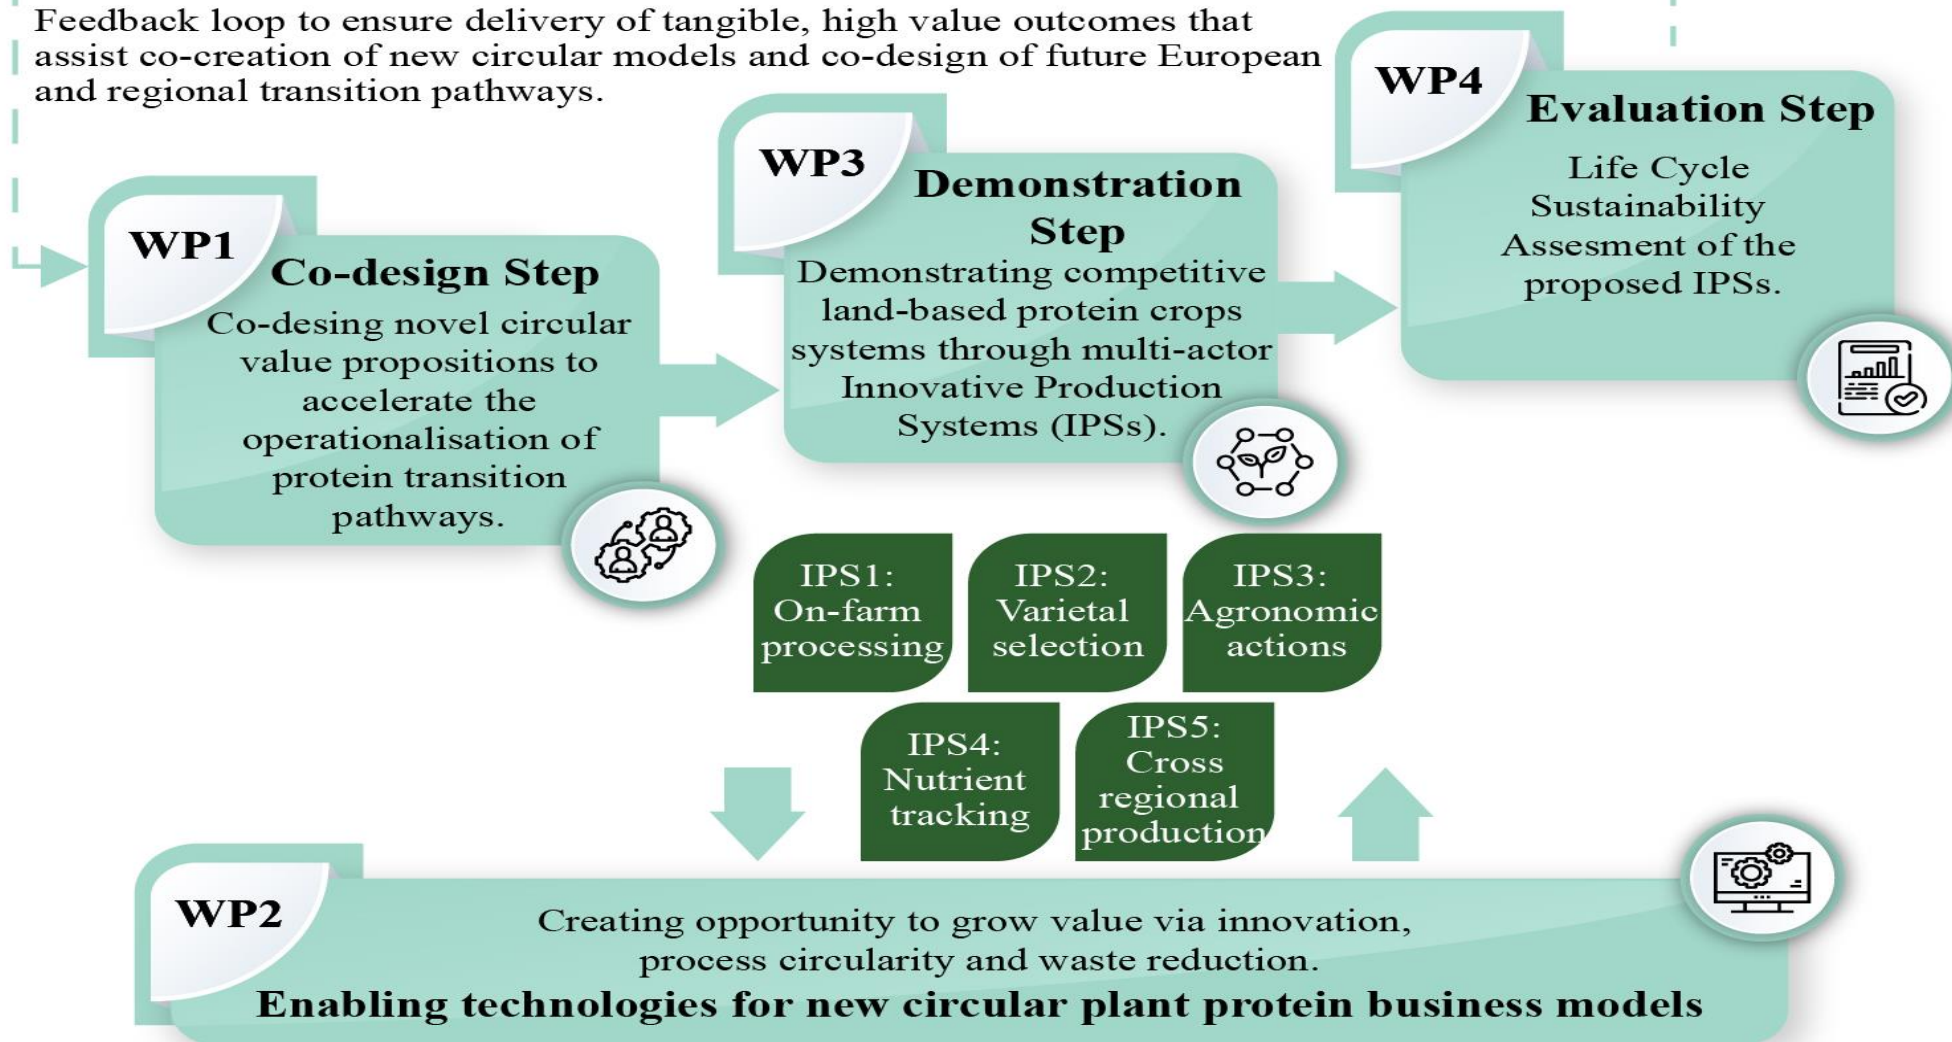 Feedback loop to ensure delivery of tangible, high value outcomes that
assist co-creation of new circular models and co-design of future European
and regional transition pathways.
WP1
Co-design Step
Co-desing novel circular
value propositions to
accelerate the
operationalisation of
protein transition
pathways.
WP3
Demonstration
Step
Demonstrating competitive
land-based protein crops
systems through multi-actor
Innovative Production
Systems (IPSs).
WP4
Evaluation Step
Life Cycle
Sustainability
Assesment of the
proposed IPSs.
IPS1:
On-farm
processing
IPS2:
Varietal
selection
IPS3:
Agronomic
actions
IPS4:
Nutrient
tracking
IPS5:
Cross
regional
production
WP2
Creating opportunity to grow value via innovation,
process circularity and waste reduction.
Enabling technologies for new circular plant protein business models